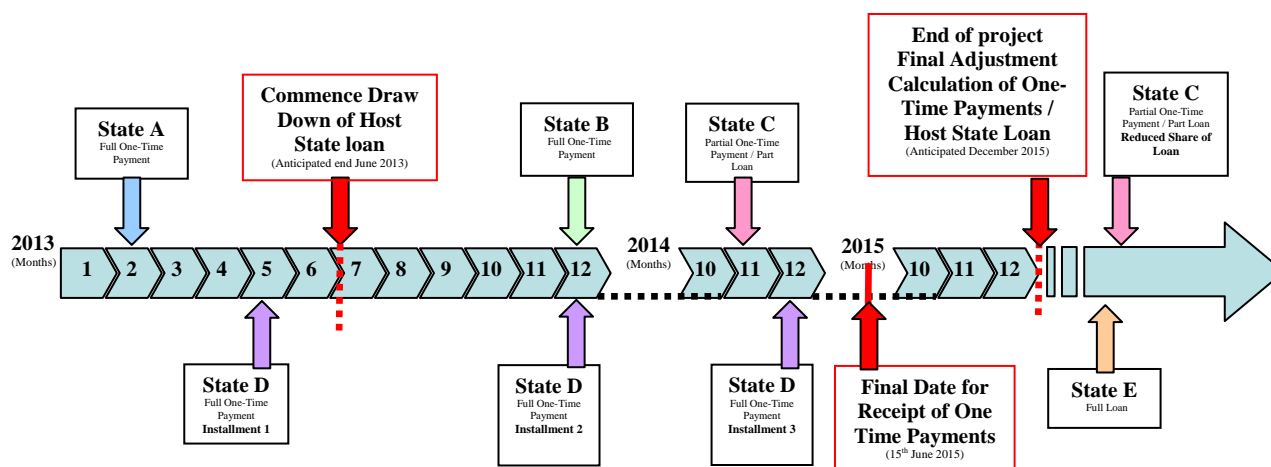 End of project
Final Adjustment
Calculation of One-
Time Payments /
Host State Loan
(Anticipated December 2015)
Commence Draw
Down of Host
State loan
(Anticipated end June 2013)
State A
Full One-Time
Payment
State B
Full One-Time
Payment
State C
Partial One-Time
Payment / Part
Loan
State C
Partial One-Time
Payment / Part Loan
Reduced Share of
Loan
2013
(Months)
1 2 3 4 5 6 7 8 9 10 11 12
2014
(Months)
10 11 12
2015
(Months)
10 11 12
State D
Full One-Time
Payment
Installment 1
State D
Full One-Time
Payment
Installment 2
State D
Full One-Time
Payment
Installment 3
Final Date for
Receipt of One
Time Payments
(15th June 2015)
State E
Full Loan